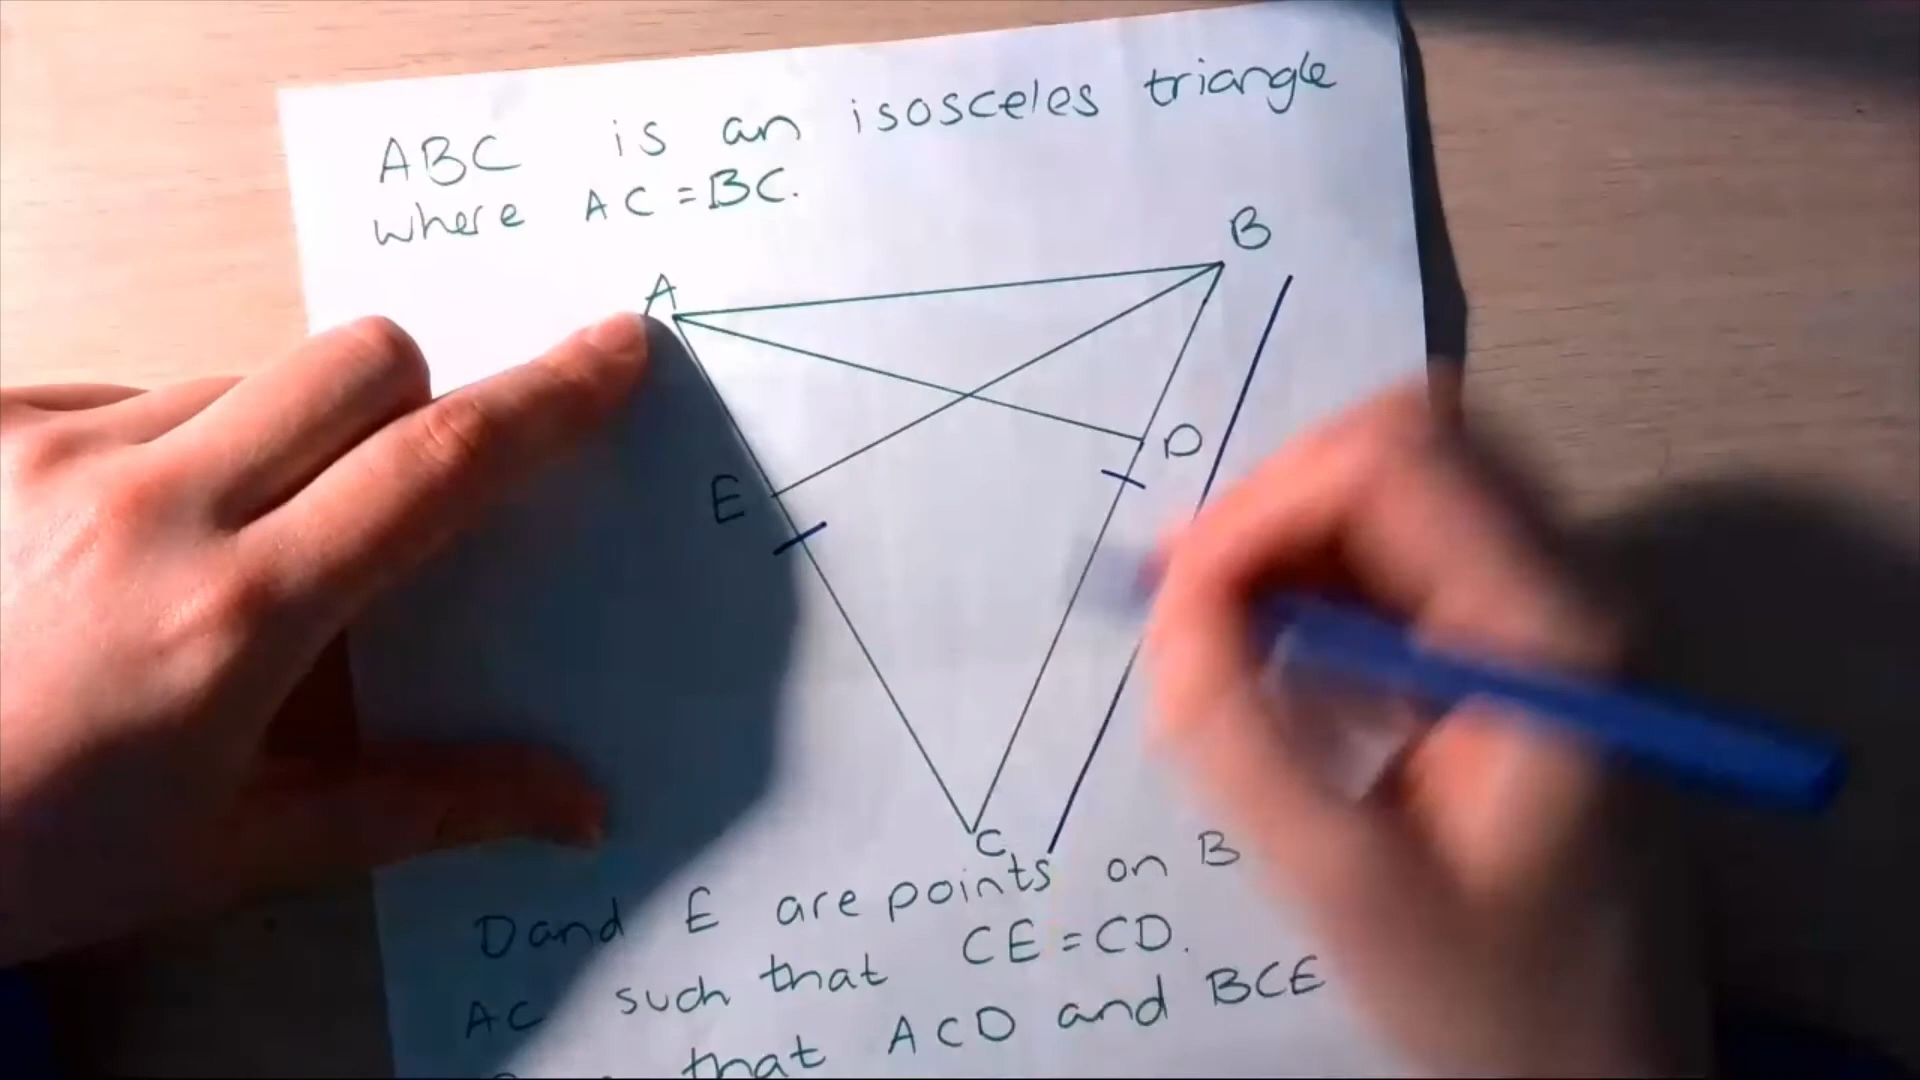 ABC is an isosceles triangle
where AC = BC.
B
A
D
E
C
D and E are points on B
AC such that CE = CD.
that ACD and BCE